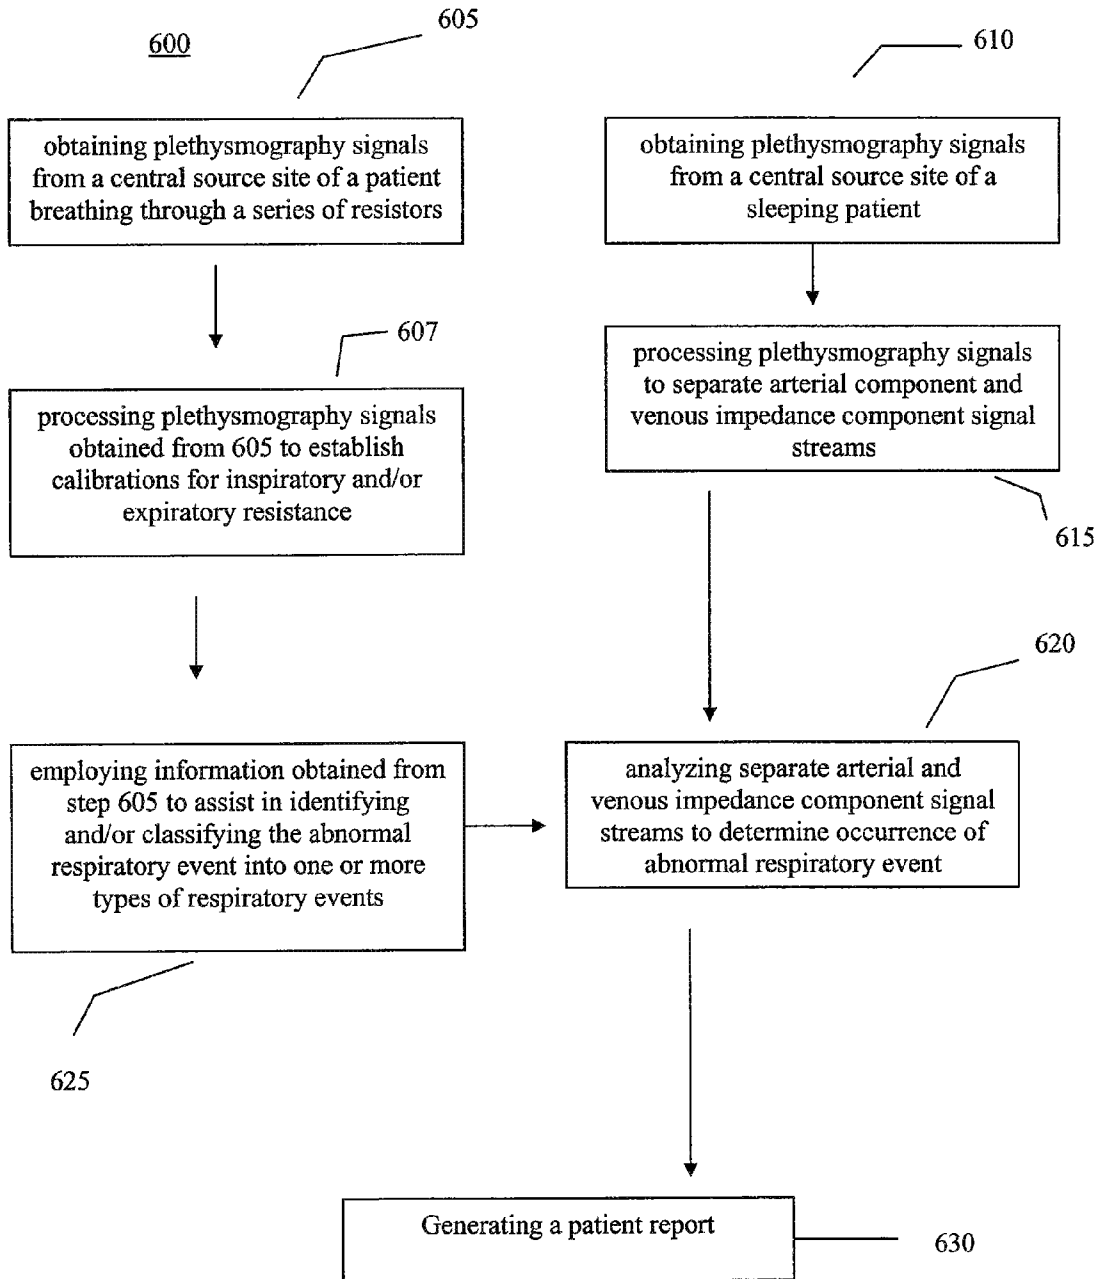 600
605
610
obtaining plethysmography signals
from a central source site of a patient
breathing through a series of resistors
obtaining plethysmography signals
from a central source site of a
sleeping patient
607
processing plethysmography signals
obtained from 605 to establish
calibrations for inspiratory and/or
expiratory resistance
processing plethysmography signals
to separate arterial component and
venous impedance component signal
streams
615
620
employing information obtained from
step 605 to assist in identifying
and/or classifying the abnormal
respiratory event into one or more
types of respiratory events
analyzing separate arterial and
venous impedance component signal
streams to determine occurrence of
abnormal respiratory event
625
Generating a patient report
630